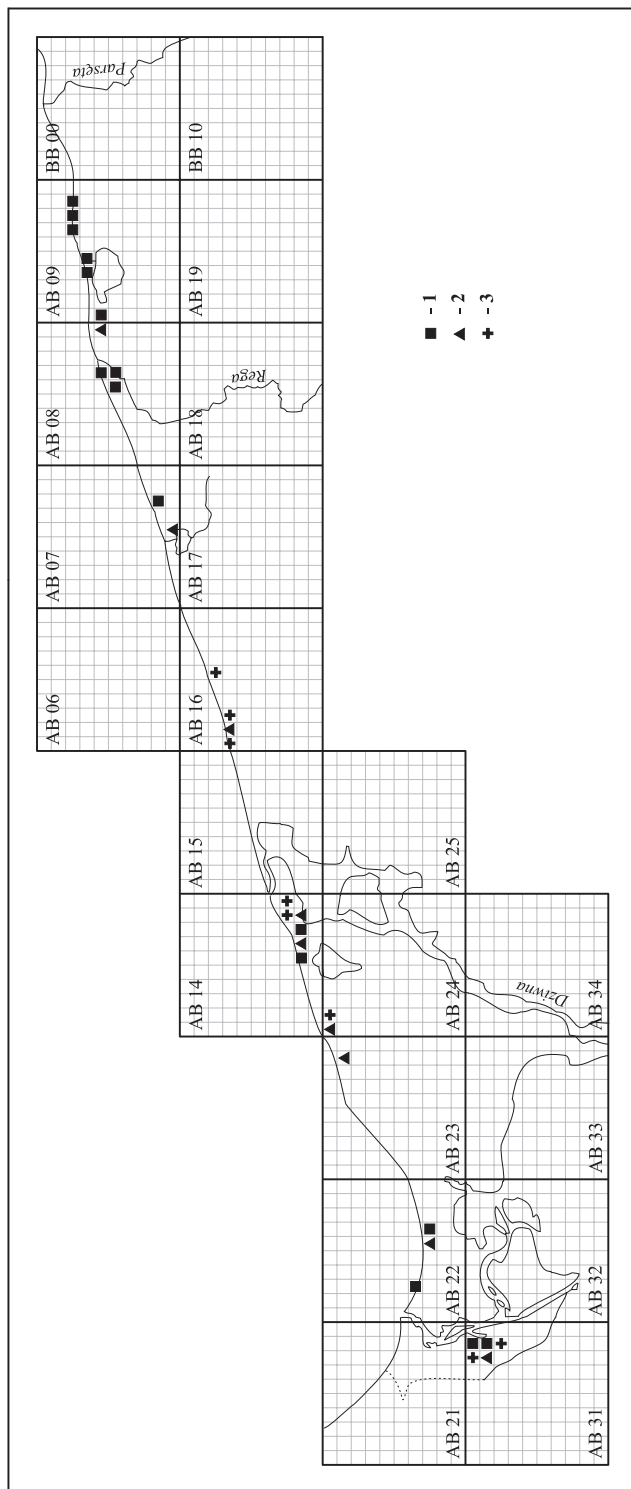 AB 06
AB 07
AB 08
AB 09
BB 00
Parsęta
AB 14
AB 15
AB 16
AB 17
AB 18
AB 19
BB 10
Rega
AB 21
AB 22
AB 23
AB 24
AB 25
Dziwna
AB 31
AB 32
AB 33
AB 34
- 1
- 2
- 3